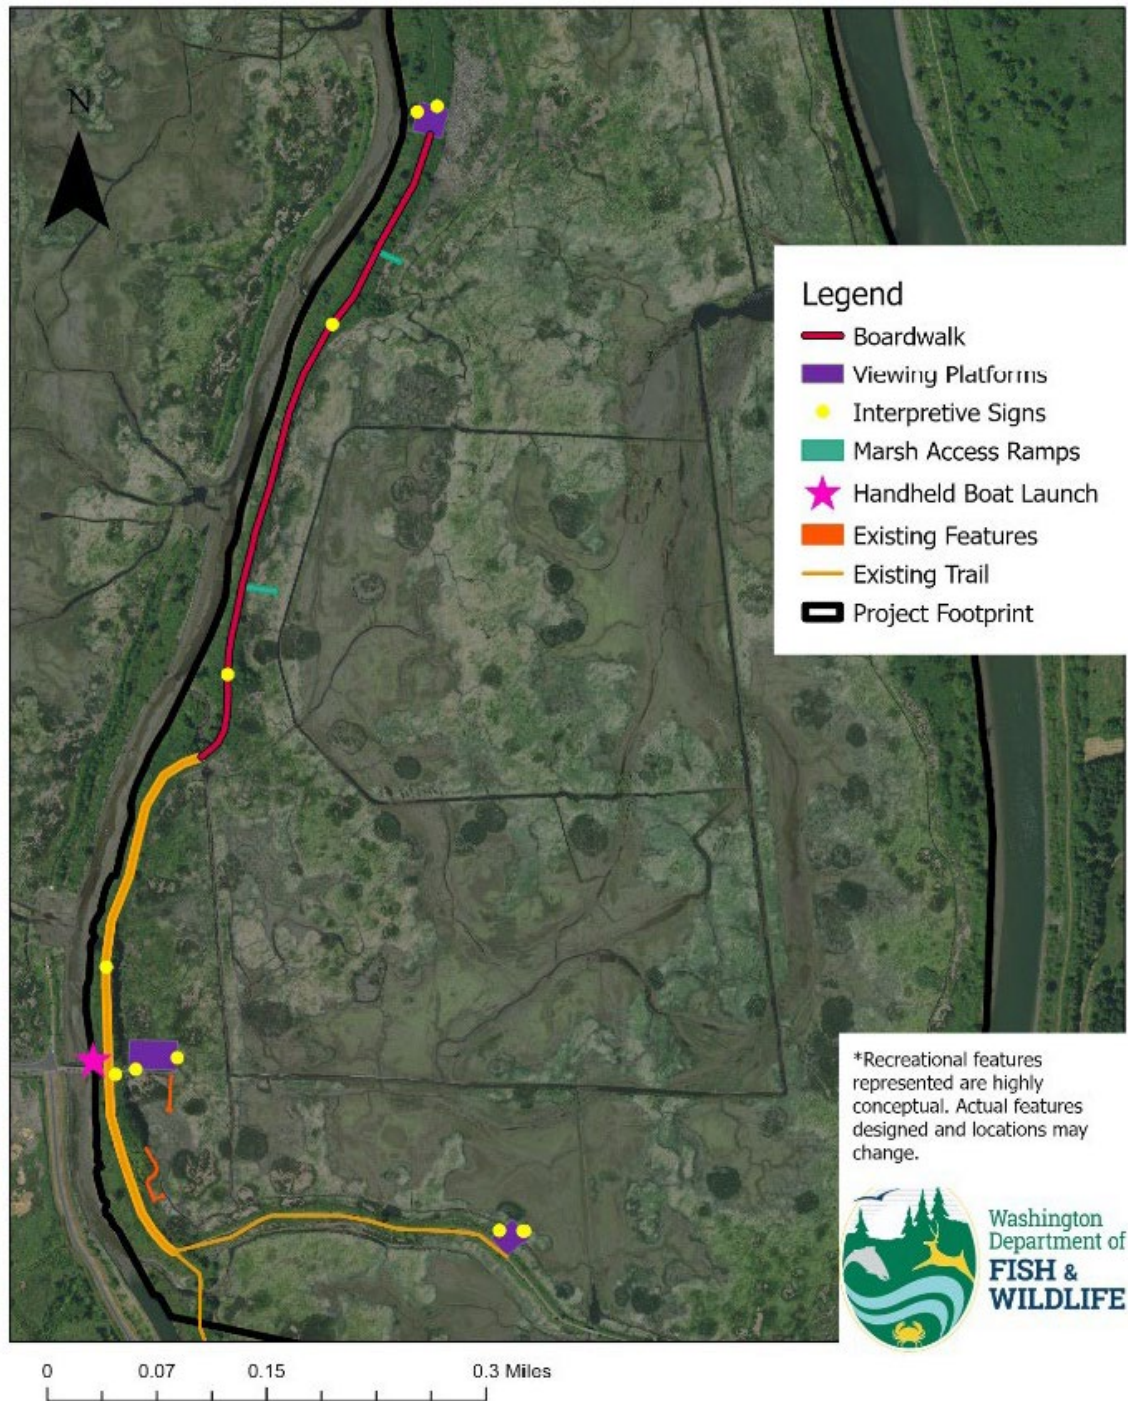 N
Legend
Boardwalk
Viewing Platforms
Interpretive Signs
Marsh Access Ramps
Handheld Boat Launch
Existing Features
Existing Trail
Project Footprint
*Recreational features
represented are highly
conceptual. Actual features
designed and locations may
change.
Washington
Department of
FISH &
WILDLIFE
0 0.07 0.15 0.3 Miles